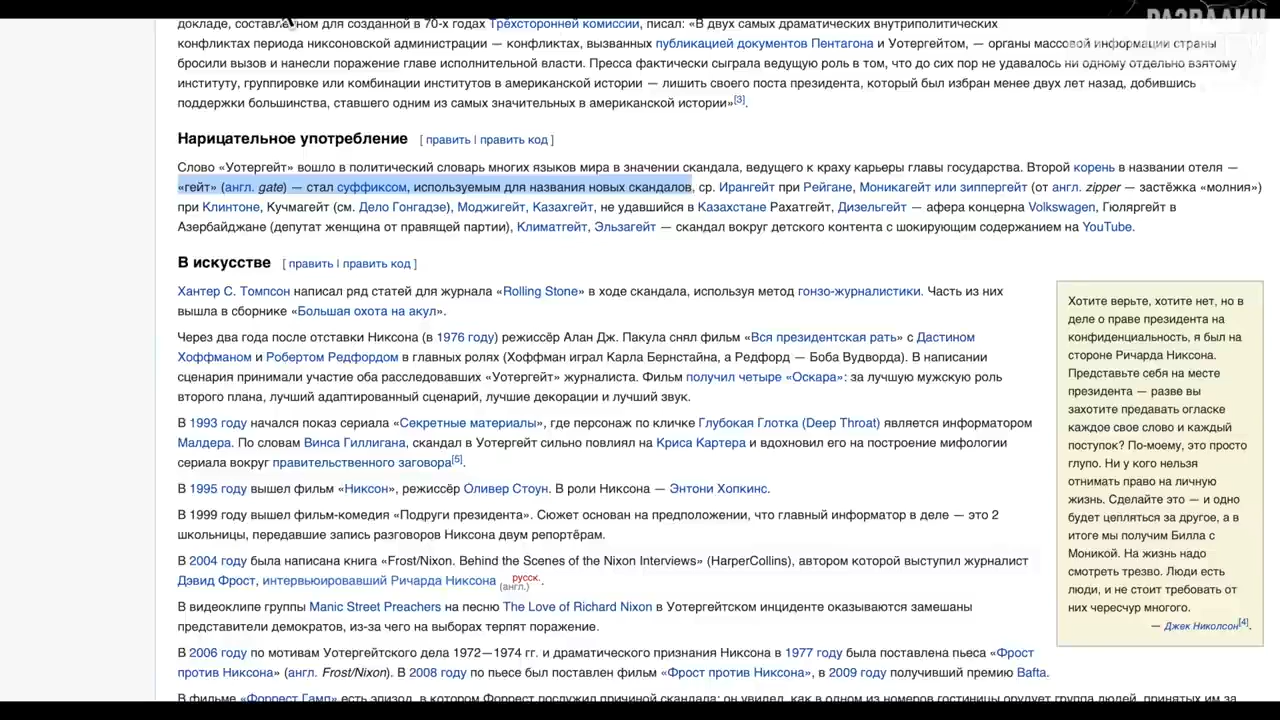 РАЗВАЛИН
докладе, составленном для созданной в 70-х годах Трёхсторонней комиссии, писал: «В двух самых драматических внутриполитических
конфликтах периода никсоновской администрации — конфликтах, вызванных публикацией документов Пентагона и Уотергейтом, — органы массовой информации страны
бросили вызов и нанесли поражение главе исполнительной власти. Пресса фактически сыграла ведущую роль в том, что до сих пор не удавалось ни одному отдельно взятому
институту, группировке или комбинации институтов в американской истории — лишить своего поста президента, который был избран менее двух лет назад, добившись
поддержки большинства, ставшего одним из самых значительных в американской истории»[3].
Нарицательное употребление [ править | править код ]
Слово «Уотергейт» вошло в политический словарь многих языков мира в значении скандала, ведущего к краху карьеры главы государства. Второй корень в названии отеля —
«гейт» (англ. gate) — стал суффиксом, используемым для названия новых скандалов, ср. Ирангейт при Рейгане, Моникагейт или зиппергейт (от англ. zipper — застёжка «молния»)
при Клинтоне, Кучмагейт (см. Дело Гонгадзе), Моджигейт, Казахгейт, не удавшийся в Казахстане Рахатгейт, Дизельгейт — афера концерна Volkswagen, Гюляргейт в
Азербайджане (депутат женщина от правящей партии), Климатгейт, Эльзагейт — скандал вокруг детского контента с шокирующим содержанием на YouTube.
В искусстве [ править | править код ]
Хантер С. Томпсон написал ряд статей для журнала «Rolling Stone» в ходе скандала, используя метод гонзо-журналистики. Часть из них
вышла в сборнике «Большая охота на акул».
Через два года после отставки Никсона (в 1976 году) режиссёр Алан Дж. Пакула снял фильм «Вся президентская рать» с Дастином
Хоффманом и Робертом Редфордом в главных ролях (Хоффман играл Карла Бернстайна, а Редфорд — Боба Вудворда). В написании
сценария принимали участие оба расследовавших «Уотергейт» журналиста. Фильм получил четыре «Оскара»: за лучшую мужскую роль
второго плана, лучший адаптированный сценарий, лучшие декорации и лучший звук.
В 1993 году начался показ сериала «Секретные материалы», где персонаж по кличке Глубокая Глотка (Deep Throat) является информатором
Малдера. По словам Винса Гиллигана, скандал в Уотергейт сильно повлиял на Криса Картера и вдохновил его на построение мифологии
сериала вокруг правительственного заговора[5].
В 1995 году вышел фильм «Никсон», режиссёр Оливер Стоун. В роли Никсона — Энтони Хопкинс.
В 1999 году вышел фильм-комедия «Подруги президента». Сюжет основан на предположении, что главный информатор в деле — это 2
школьницы, передавшие запись разговоров Никсона двум репортёрам.
В 2004 году была написана книга «Frost/Nixon. Behind the Scenes of the Nixon Interviews» (HarperCollins), автором которой выступил журналист
Дэвид Фрост, интервьюировавший Ричарда Никсона (англ.) русск..
В видеоклипе группы Manic Street Preachers на песню The Love of Richard Nixon в Уотергейтском инциденте оказываются замешаны
представители демократов, из-за чего на выборах терпят поражение.
В 2006 году по мотивам Уотергейтского дела 1972—1974 гг. и драматического признания Никсона в 1977 году была поставлена пьеса «Фрост
против Никсона» (англ. Frost/Nixon). В 2008 году по пьесе был поставлен фильм «Фрост против Никсона», в 2009 году получивший премию Bafta.
В фильме «Форрест Гамп» есть эпизод, в котором Форрест послужил причиной скандала: он увидел, как в одном из номеров гостиницы орудует группа людей, принятых им за
Хотите верьте, хотите нет, но в
деле о праве президента на
конфиденциальность, я был на
стороне Ричарда Никсона.
Представьте себя на месте
президента — разве вы
захотите предавать огласке
каждое свое слово и каждый
поступок? По-моему, это просто
глупо. Ни у кого нельзя
отнимать право на личную
жизнь. Сделайте это — и одно
будет цепляться за другое, а в
итоге мы получим Билла с
Моникой. На жизнь надо
смотреть трезво. Люди есть
люди, и не стоит требовать от
них чересчур многого.
— Джек Николсон[4].